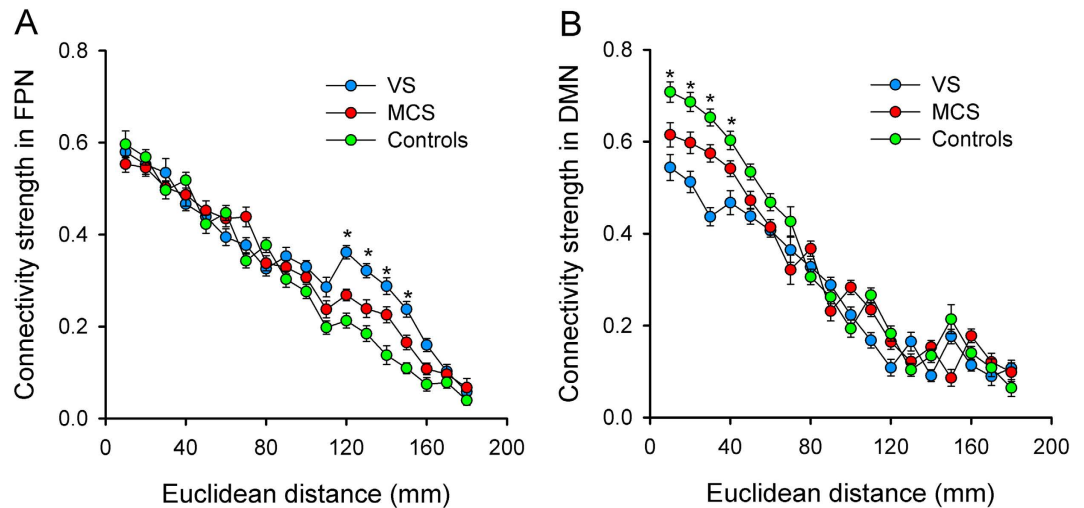 A
Connectivity strength in FPN
0.8
0.6
0.4
0.2
0.0
VS
MCS
Controls
* * * *
0 40 80 120 160 200
Euclidean distance (mm)
B
Connectivity strength in DMN
0.8
0.6
0.4
0.2
0.0
* * * *
VS
MCS
Controls
0 40 80 120 160 200
Euclidean distance (mm)